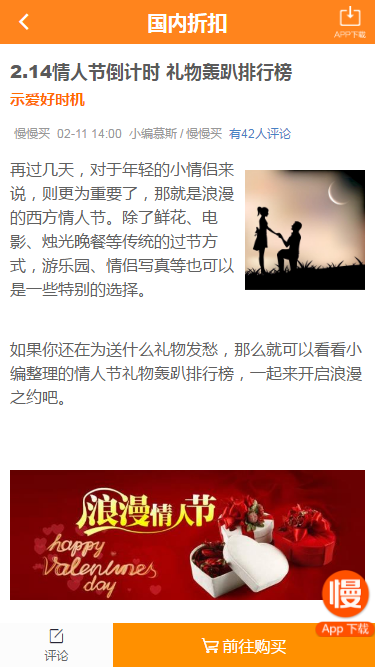 国内折扣
APP下载
2.14情人节倒计时 礼物轰趴排行榜
示爱好时机
慢慢买 02-11 14:00 小编慕斯 / 慢慢买 有42人评论
再过几天，对于年轻的小情侣来
说，则更为重要了，那就是浪漫
的西方情人节。除了鲜花、电
影、烛光晚餐等传统的过节方
式，游乐园、情侣写真等也可以
是一些特别的选择。
如果你还在为送什么礼物发愁，那么就可以看看小
编整理的情人节礼物轰趴排行榜，一起来开启浪漫
之约吧。
浪漫情人节
happy
Valentines
day
慢
App 下载
评论
前往购买